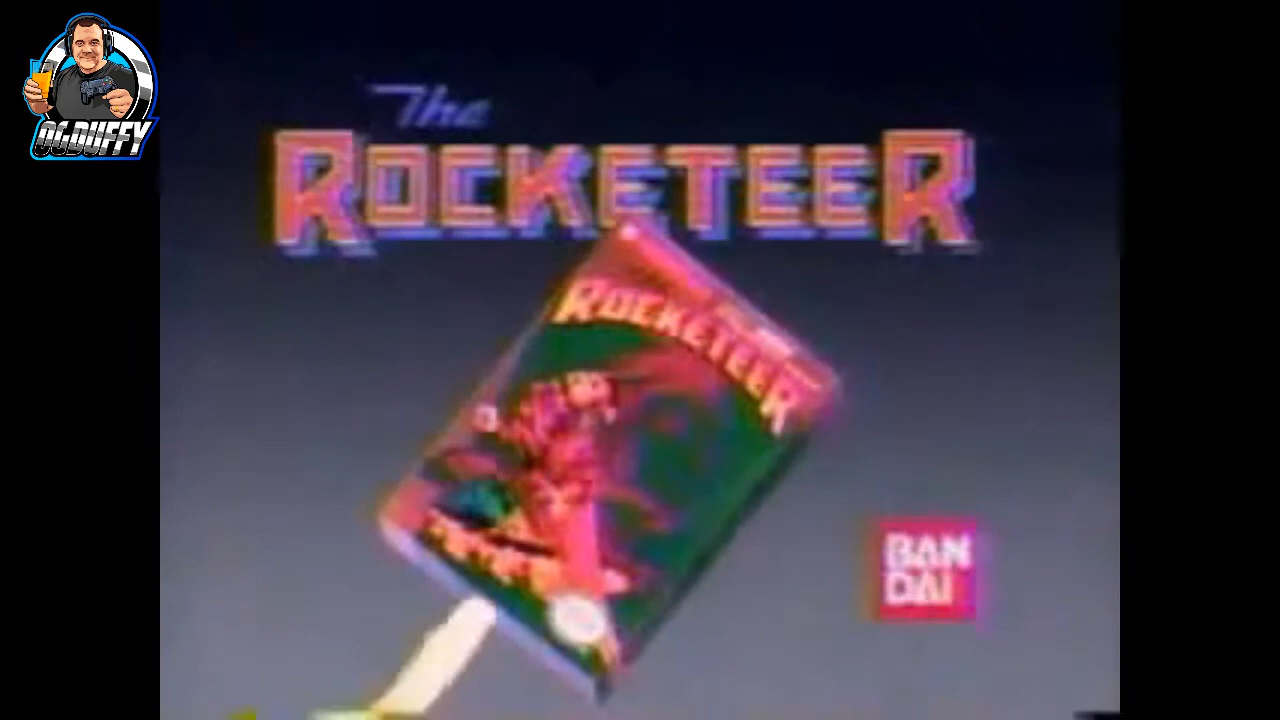 OGDUFFY
The
ROCKETEER
ROCKETEER
BAN
DAI